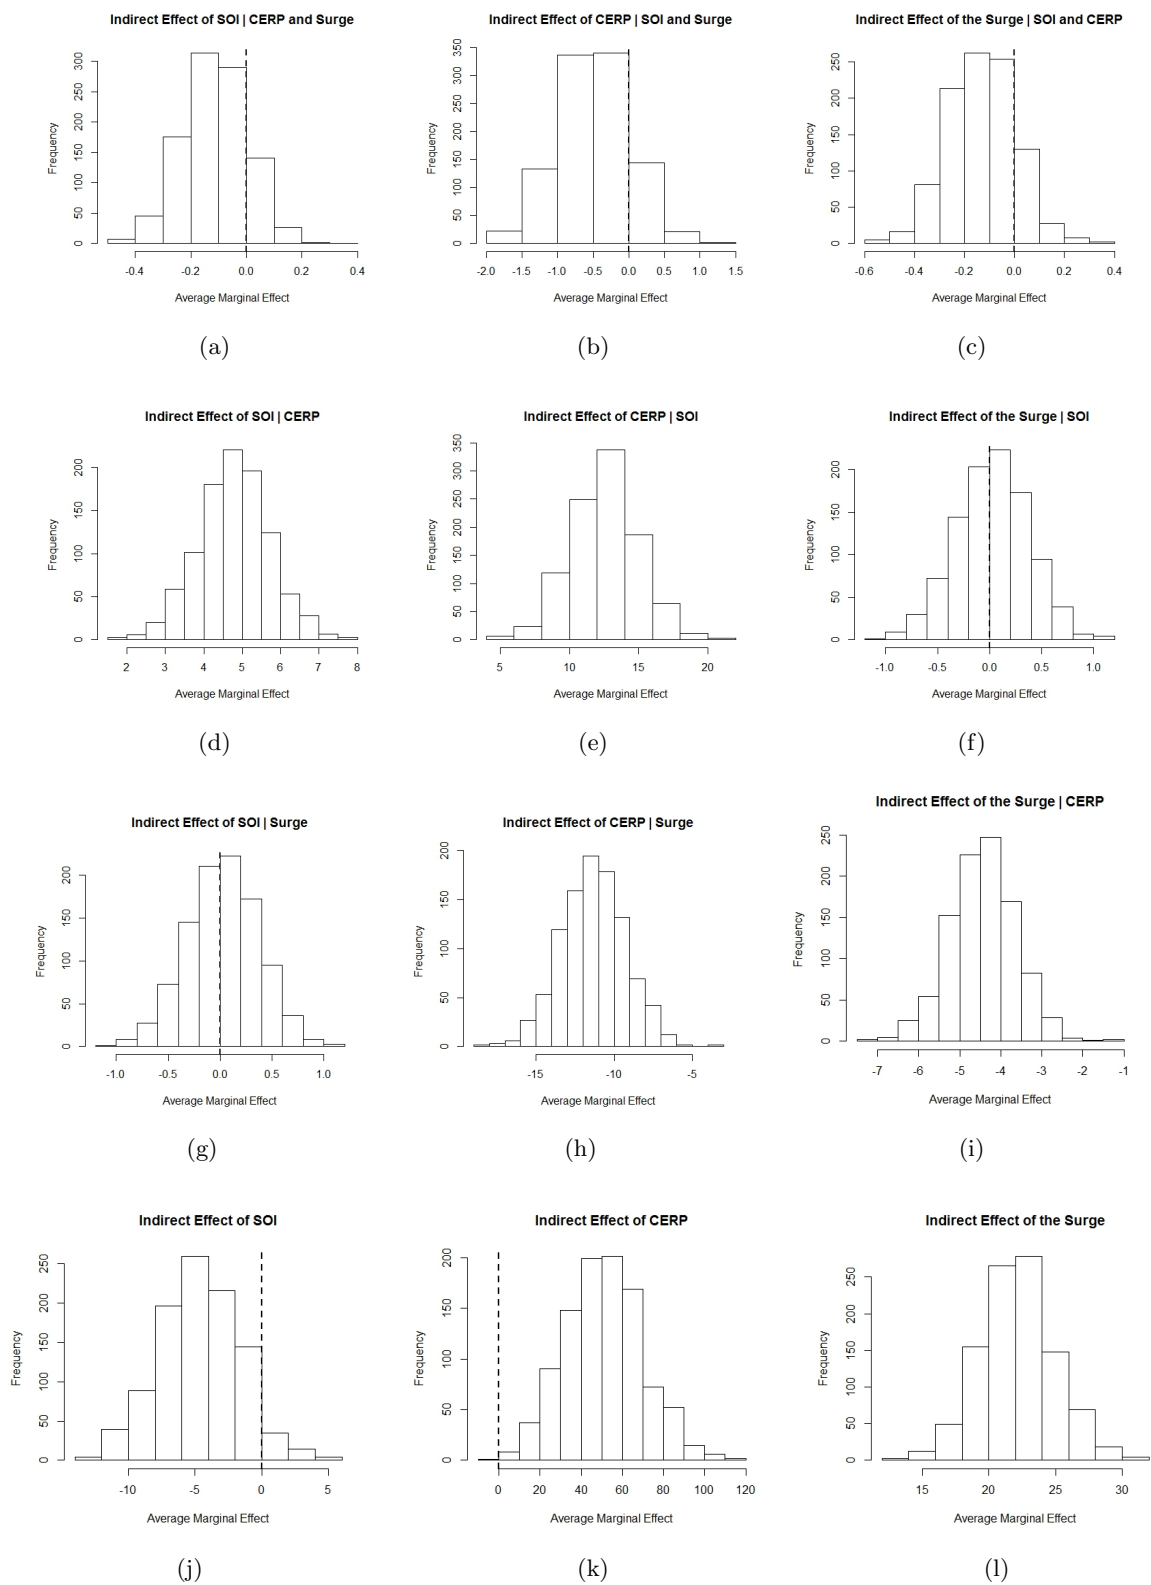 Indirect Effect of SOI | CERP and Surge
Frequency
0 50 100 150 200 250 300
-0.4 -0.2 0.0 0.2 0.4
Average Marginal Effect
(a)
Indirect Effect of CERP | SOI and Surge
Frequency
0 50 100 150 200 250 300 350
-2.0 -1.5 -1.0 -0.5 0.0 0.5 1.0 1.5
Average Marginal Effect
(b)
Indirect Effect of the Surge | SOI and CERP
Frequency
0 50 100 150 200 250
-0.6 -0.4 -0.2 0.0 0.2 0.4
Average Marginal Effect
(c)
Indirect Effect of SOI | CERP
Frequency
0 50 100 150 200
2 3 4 5 6 7 8
Average Marginal Effect
(d)
Indirect Effect of CERP | SOI
Frequency
0 50 100 150 200 250 300 350
5 10 15 20
Average Marginal Effect
(e)
Indirect Effect of the Surge | SOI
Frequency
0 50 100 150 200
-1.0 -0.5 0.0 0.5 1.0
Average Marginal Effect
(f)
Indirect Effect of SOI | Surge
Frequency
0 50 100 150 200
-1.0 -0.5 0.0 0.5 1.0
Average Marginal Effect
(g)
Indirect Effect of CERP | Surge
Frequency
0 50 100 150 200
-15 -10 -5
Average Marginal Effect
(h)
Indirect Effect of the Surge | CERP
Frequency
0 50 100 150 200 250
-7 -6 -5 -4 -3 -2 -1
Average Marginal Effect
(i)
Indirect Effect of SOI
Frequency
0 50 100 150 200 250
-10 -5 0 5
Average Marginal Effect
(j)
Indirect Effect of CERP
Frequency
0 50 100 150 200
0 20 40 60 80 100 120
Average Marginal Effect
(k)
Indirect Effect of the Surge
Frequency
0 50 100 150 200 250
15 20 25 30
Average Marginal Effect
(l)